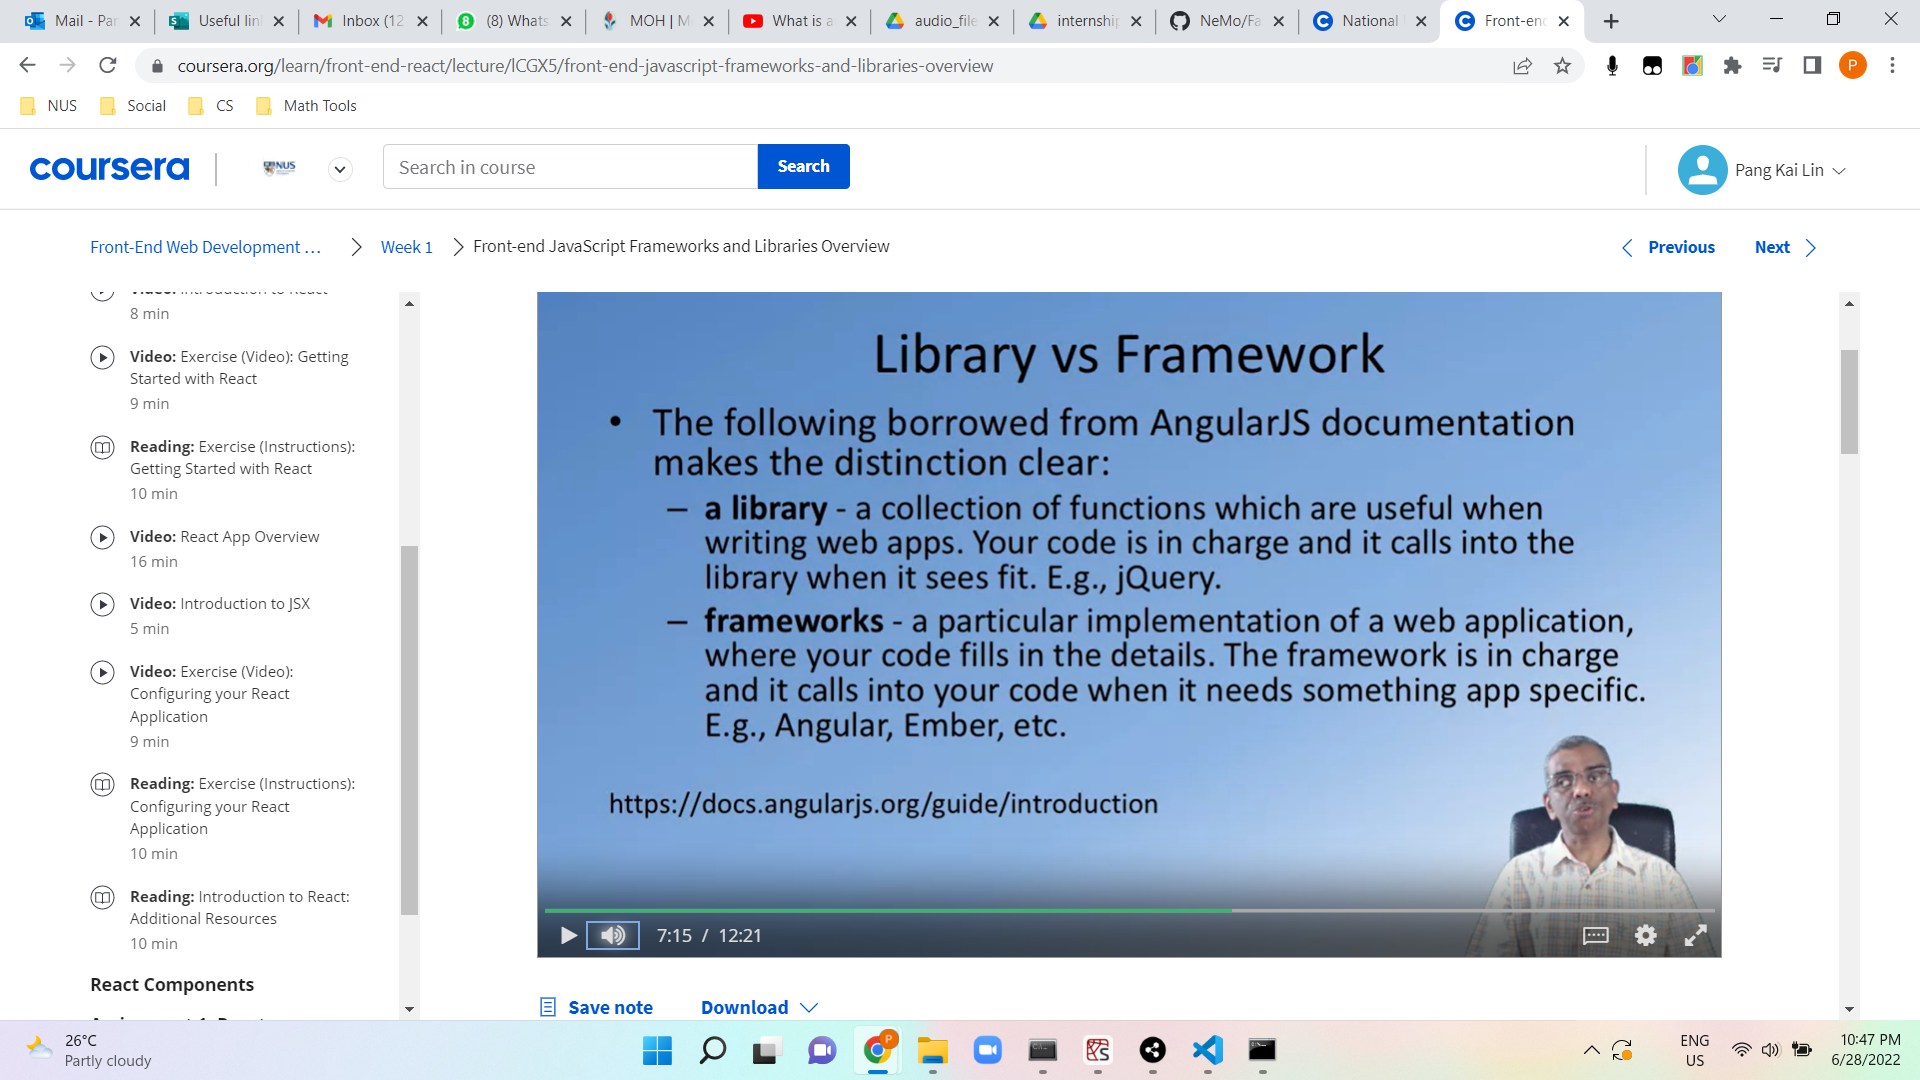 Mail - Pa
Useful lin
Inbox (12
(8) Whats
MOH | M
What is a
audio_file
internship
NeMo/Fa
National
Front-end
coursera.org/learn/front-end-react/lecture/lCGX5/front-end-javascript-frameworks-and-libraries-overview
P
NUS
Social
CS
Math Tools
coursera
NUS
Search in course
Search
Pang Kai Lin
Front-End Web Development ...
Week 1
Front-end JavaScript Frameworks and Libraries Overview
Previous
Next
Video: Introduction to React
8 min
Video: Exercise (Video): Getting
Started with React
9 min
Reading: Exercise (Instructions):
Getting Started with React
10 min
Video: React App Overview
16 min
Video: Introduction to JSX
5 min
Video: Exercise (Video):
Configuring your React
Application
9 min
Reading: Exercise (Instructions):
Configuring your React
Application
10 min
Reading: Introduction to React:
Additional Resources
10 min
React Components
Library vs Framework
• The following borrowed from AngularJS documentation
makes the distinction clear:
– a library - a collection of functions which are useful when
writing web apps. Your code is in charge and it calls into the
library when it sees fit. E.g., jQuery.
– frameworks - a particular implementation of a web application,
where your code fills in the details. The framework is in charge
and it calls into your code when it needs something app specific.
E.g., Angular, Ember, etc.
https://docs.angularjs.org/guide/introduction
7:15 / 12:21
Save note
Download
26°C
Partly cloudy
ENG
US
10:47 PM
6/28/2022